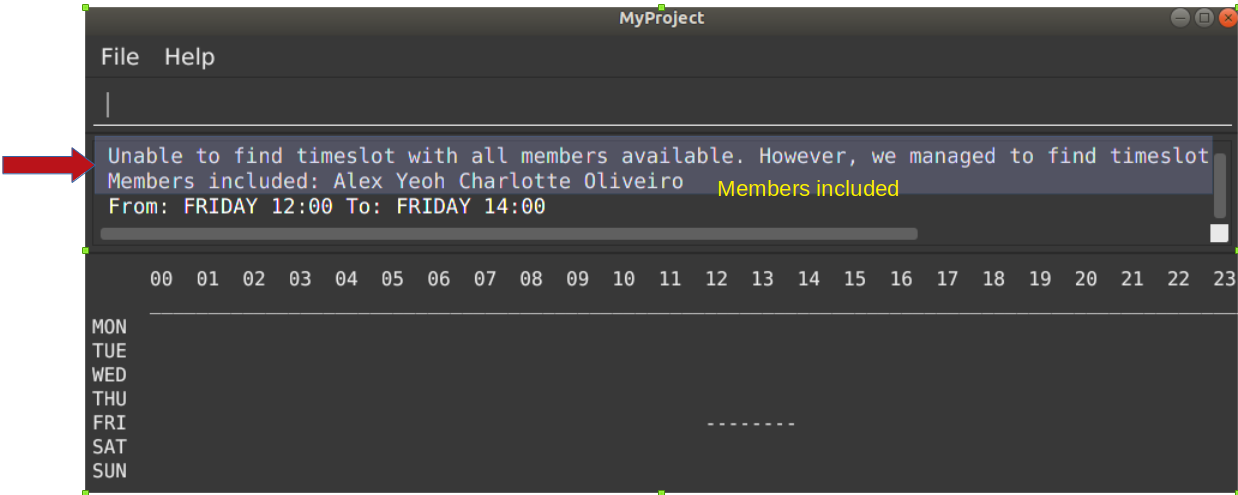 MyProject
File Help
Unable to find timeslot with all members available. However, we managed to find timeslot
Members included: Alex Yeoh Charlotte Oliveiro
Members included
From: FRIDAY 12:00 To: FRIDAY 14:00
00 01 02 03 04 05 06 07 08 09 10 11 12 13 14 15 16 17 18 19 20 21 22 23
MON
TUE
WED
THU
FRI --------
SAT
SUN